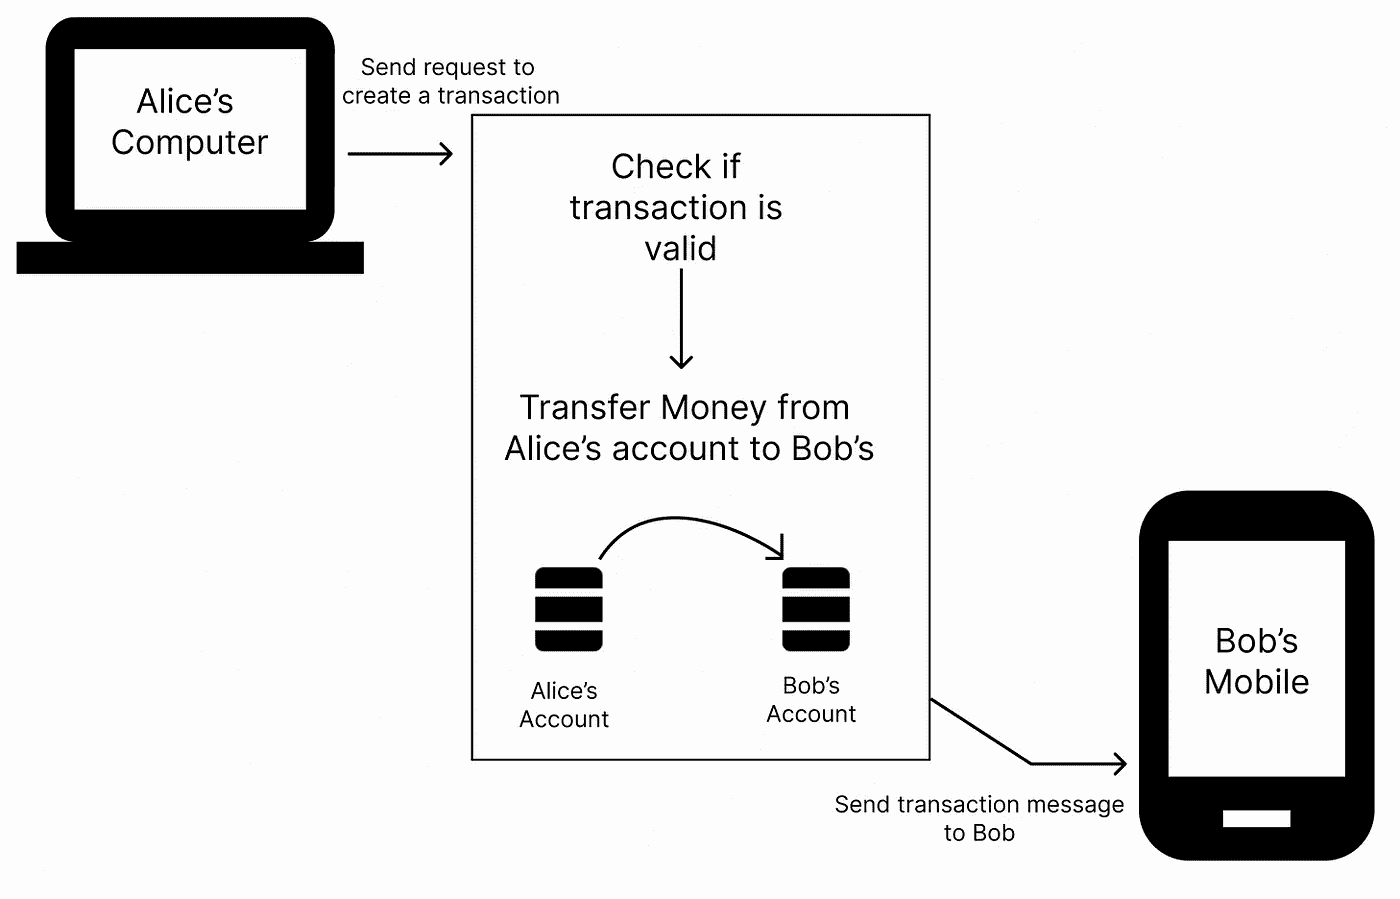 Alice’s
Computer
Send request to
create a transaction
Check if
transaction is
valid
Transfer Money from
Alice’s account to Bob’s
Alice’s
Account
Bob’s
Account
Bob’s
Mobile
Send transaction message
to Bob